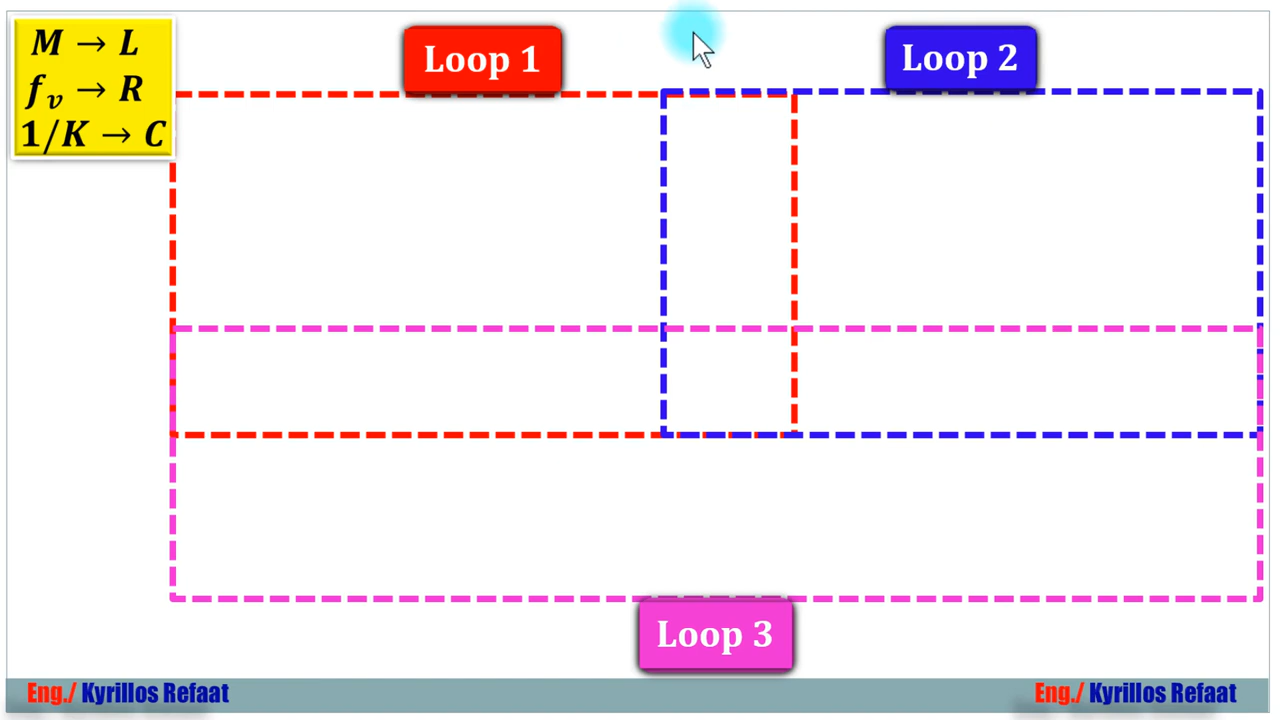 M → L
f_v → R
1/K → C
Loop 1
Loop 2
Loop 3
Eng./ Kyrillos Refaat
Eng./ Kyrillos Refaat